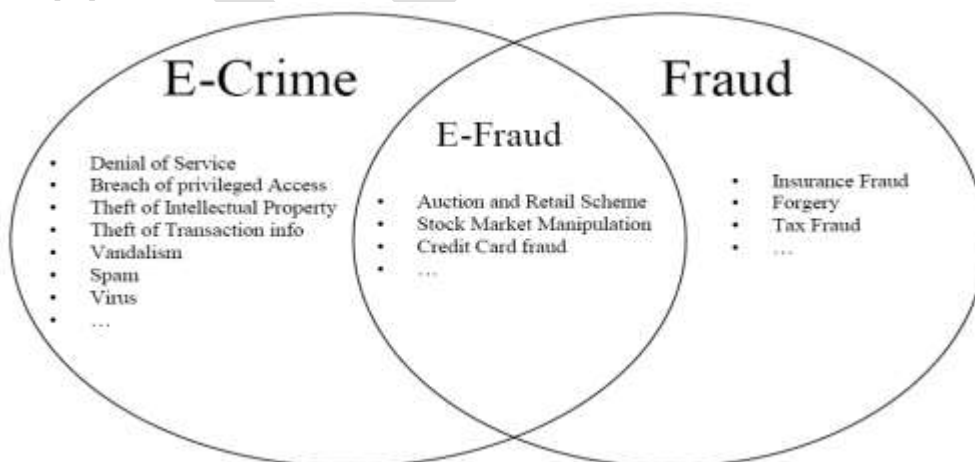 E-Crime
• Denial of Service
• Breach of privileged Access
• Theft of Intellectual Property
• Theft of Transaction info
• Vandalism
• Spam
• Virus
• …
E-Fraud
• Auction and Retail Scheme
• Stock Market Manipulation
• Credit Card fraud
• …
Fraud
• Insurance Fraud
• Forgery
• Tax Fraud
• …